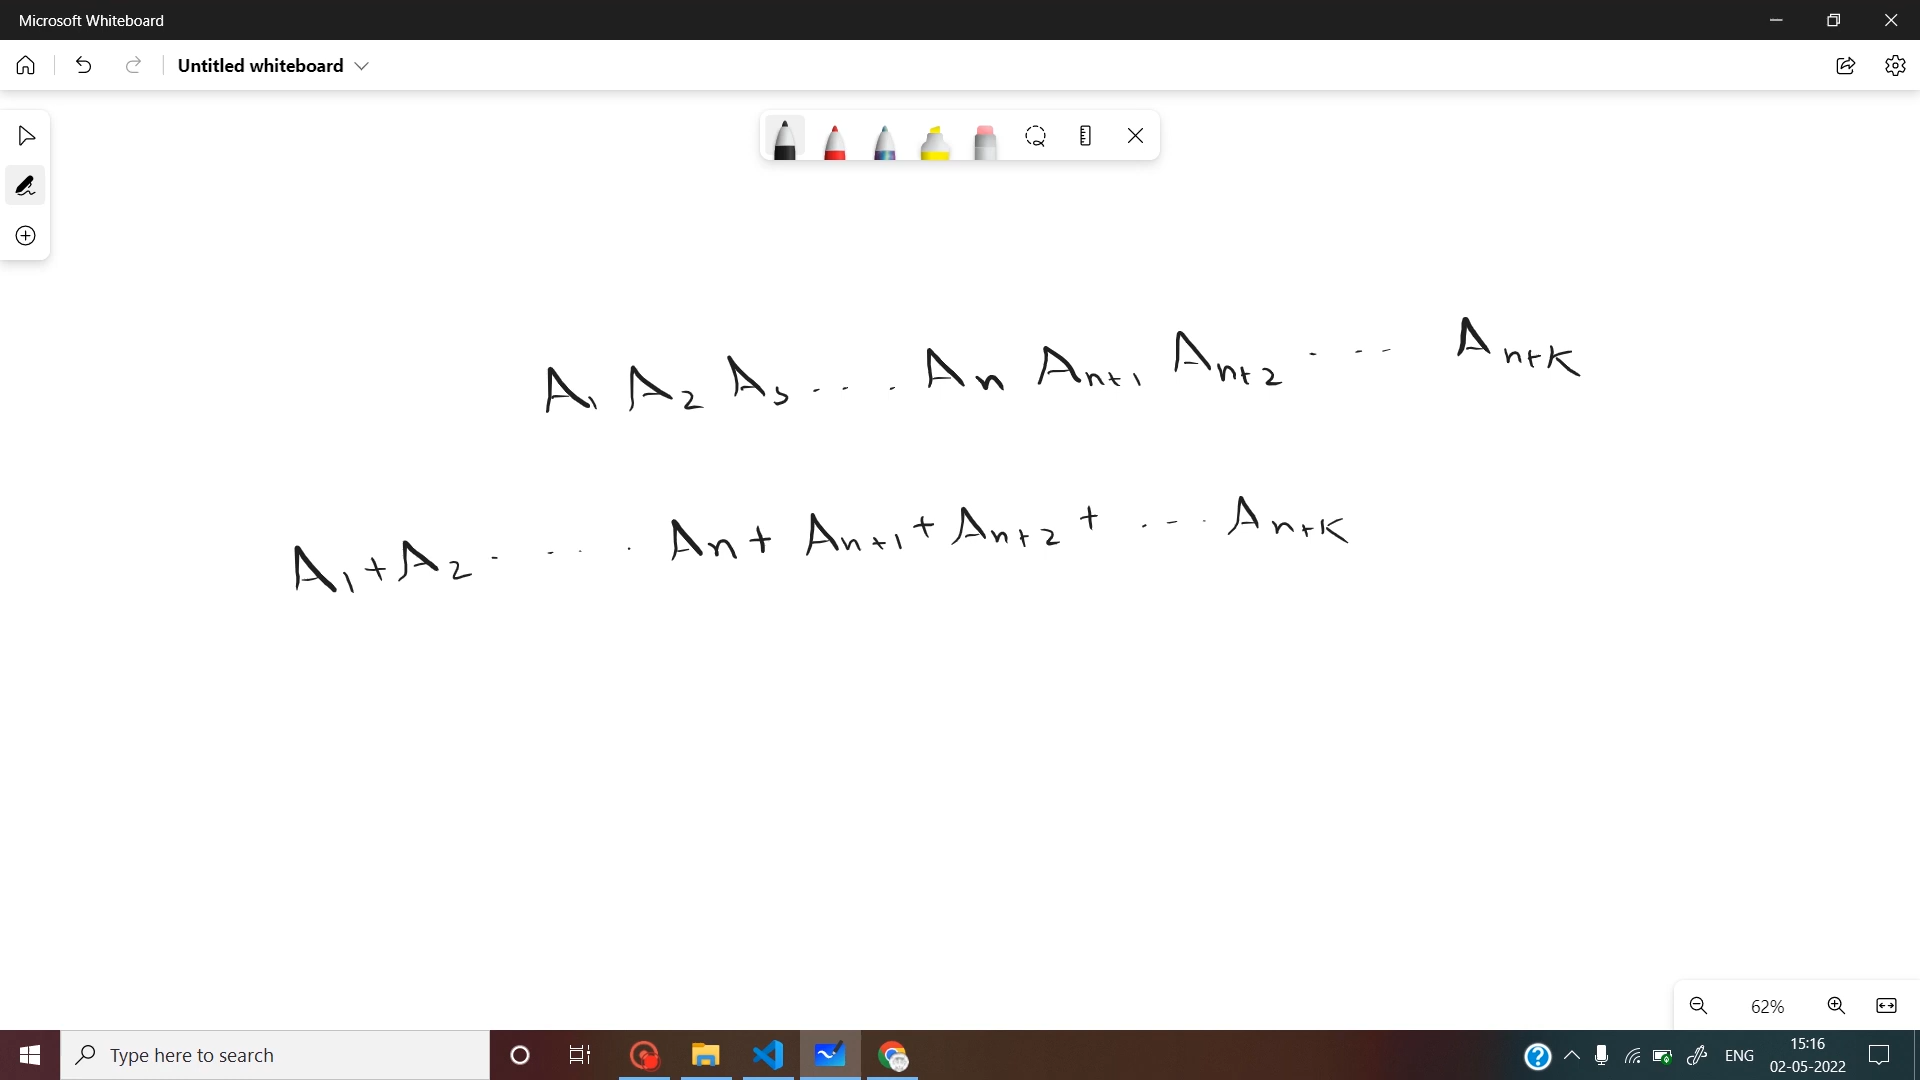 Microsoft Whiteboard
Untitled whiteboard
A₁ A₂ A₃ .... Aₙ Aₙ₊₁ Aₙ₊₂ .... Aₙ₊ₖ
A₁+A₂ ..... Aₙ+ Aₙ₊₁+Aₙ₊₂ + .... Aₙ₊ₖ
62%
Type here to search
ENG
15:16
02-05-2022